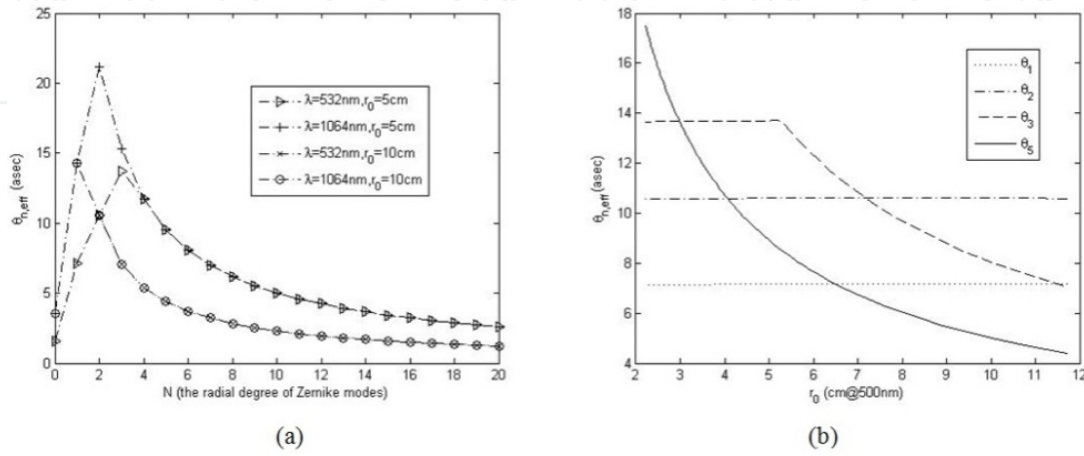 25
20
15
10
5
0
θn,eff (asec)
0 2 4 6 8 10 12 14 16 18 20
N (the radial degree of Zernike modes)
λ=532nm,r0=5cm
λ=1064nm,r0=5cm
λ=532nm,r0=10cm
λ=1064nm,r0=10cm
(a)
18
16
14
12
10
8
6
4
θn,eff (asec)
2 3 4 5 6 7 8 9 10 11 12
r0 (cm@500nm)
θ1
θ2
θ3
θ5
(b)